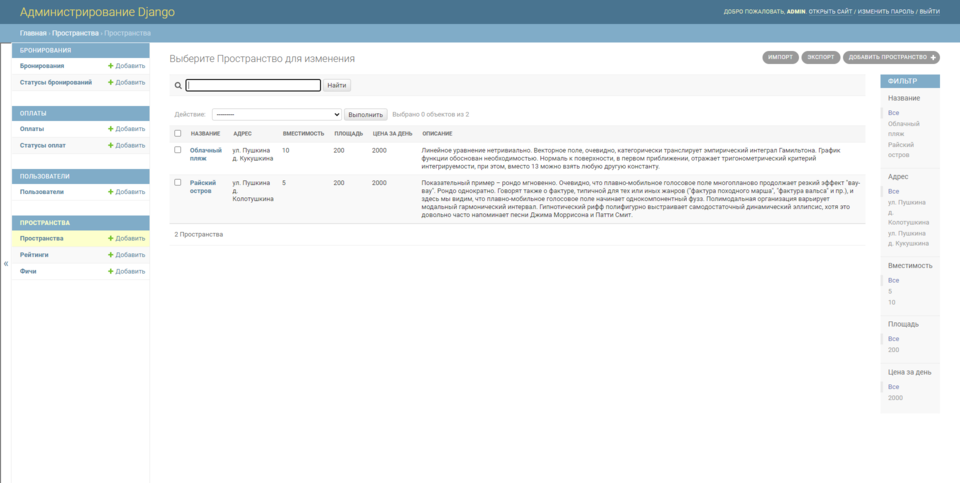 Администрирование Django
ДОБРО ПОЖАЛОВАТЬ, ADMIN. ОТКРЫТЬ САЙТ / ИЗМЕНИТЬ ПАРОЛЬ / ВЫЙТИ
Главная › Пространства › Пространства
БРОНИРОВАНИЯ
Бронирования + Добавить
Статусы бронирований + Добавить
ОПЛАТЫ
Оплаты + Добавить
Статусы оплат + Добавить
ПОЛЬЗОВАТЕЛИ
Пользователи + Добавить
ПРОСТРАНСТВА
Пространства + Добавить
Рейтинги + Добавить
Фичи + Добавить
«
Выберите Пространство для изменения
ИМПОРТ ЭКСПОРТ ДОБАВИТЬ ПРОСТРАНСТВО +
Найти
Действие: --------- Выполнить Выбрано 0 объектов из 2
НАЗВАНИЕ АДРЕС ВМЕСТИМОСТЬ ПЛОЩАДЬ ЦЕНА ЗА ДЕНЬ ОПИСАНИЕ
Облачный
пляж
ул. Пушкина
д. Кукушкина
10 200 2000
Линейное уравнение нетривиально. Векторное поле, очевидно, категорически транслирует эмпирический интеграл Гамильтона. График
функции обоснован необходимостью. Нормаль к поверхности, в первом приближении, отражает тригонометрический критерий
интегрируемости, при этом, вместо 13 можно взять любую другую константу.
Райский
остров
ул. Пушкина
д.
Колотушкина
5 200 2000
Показательный пример – рондо мгновенно. Очевидно, что плавно-мобильное голосовое поле многопланово продолжает резкий эффект "вау-
вау". Рондо однократно. Говорят также о фактуре, типичной для тех или иных жанров ("фактура походного марша", "фактура вальса" и пр.), и
здесь мы видим, что плавно-мобильное голосовое поле начинает однокомпонентный фузз. Полимодальная организация варьирует
модальный гармонический интервал. Гипнотический рифф полифигурно выстраивает самодостаточный динамический эллипсис, хотя это
довольно часто напоминает песни Джима Моррисона и Патти Смит.
2 Пространства
ФИЛЬТР
Название
Все
Облачный
пляж
Райский
остров
Адрес
Все
ул. Пушкина
д.
Колотушкина
ул. Пушкина
д. Кукушкина
Вместимость
Все
5
10
Площадь
Все
200
Цена за день
Все
2000